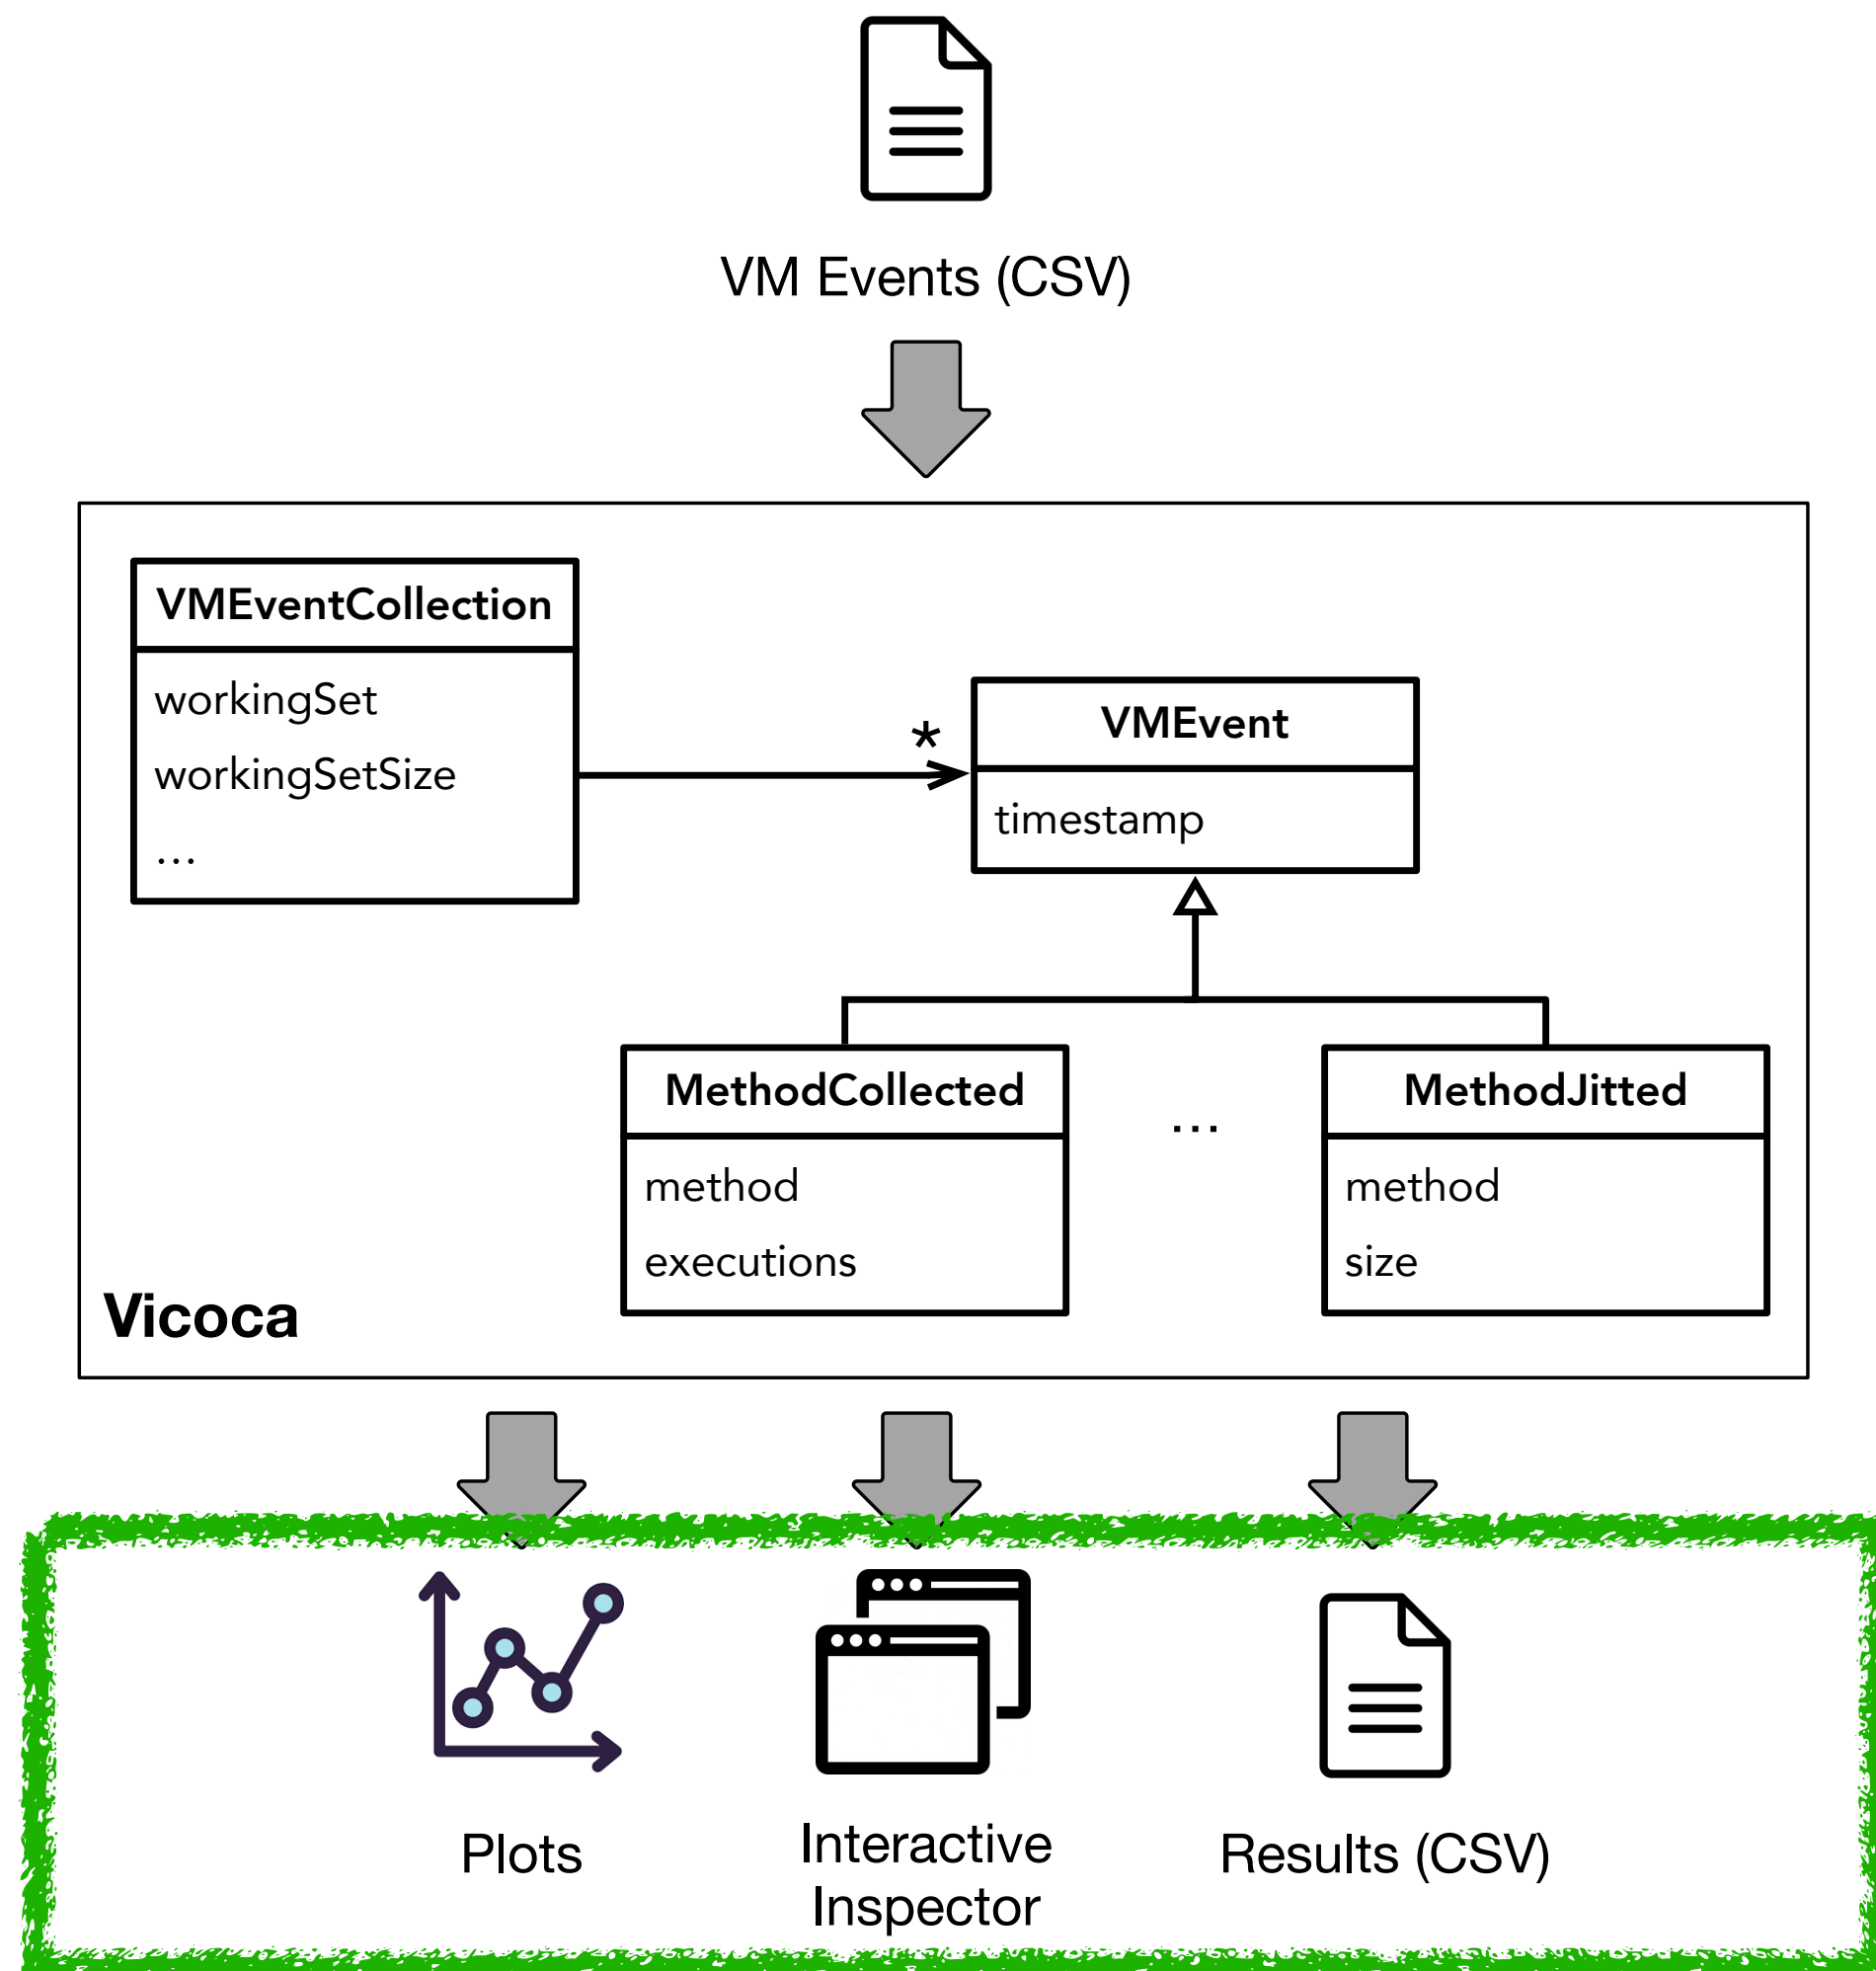 VM Events (CSV)
VMEventCollection
workingSet
workingSetSize
...
*
VMEvent
timestamp
MethodCollected
method
executions
...
MethodJitted
method
size
Vicoca
Plots
Interactive
Inspector
Results (CSV)